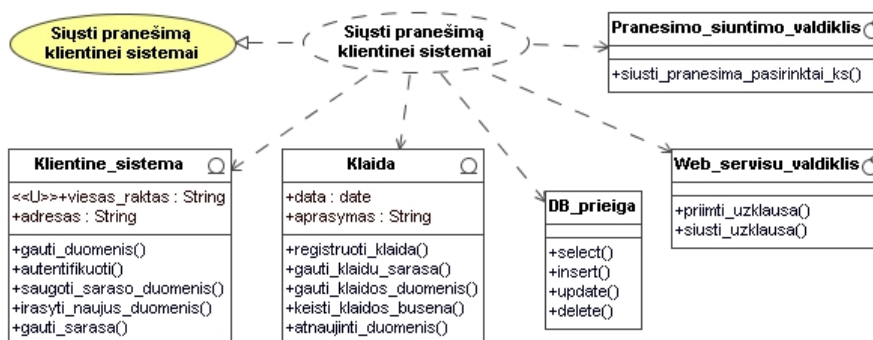 Siųsti pranešimą
klientinei sistemai
Siųsti pranešimą
klientinei sistemai
Pranesimo_siuntimo_valdiklis
+siusti_pranesima_pasirinktai_ks()
Klientine_sistema
<<U>>+viesas_raktas : String
+adresas : String
+gauti_duomenis()
+autentifikuoti()
+saugoti_saraso_duomenis()
+irasyti_naujus_duomenis()
+gauti_sarasa()
Klaida
+data : date
+aprasymas : String
+registruoti_klaida()
+gauti_klaidu_sarasa()
+gauti_klaidos_duomenis()
+keisti_klaidos_busena()
+atnaujinti_duomenis()
DB_prieiga
+select()
+insert()
+update()
+delete()
Web_servisu_valdiklis
+priimti_uzklausa()
+siusti_uzklausa()